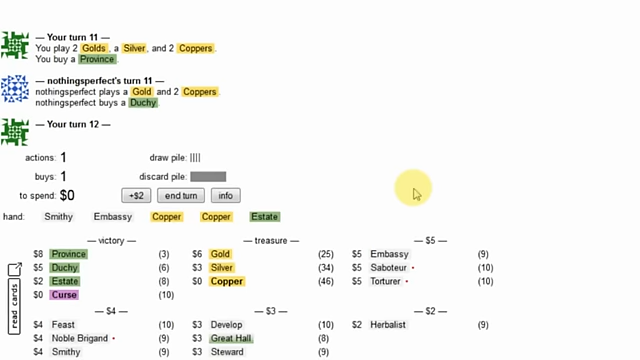 — Your turn 11 —
You play 2 Golds, a Silver, and 2 Coppers.
You buy a Province.
— nothingsperfect's turn 11 —
nothingsperfect plays a Gold and 2 Coppers.
nothingsperfect buys a Duchy.
— Your turn 12 —
actions: 1 draw pile: ||||
buys: 1 discard pile:
to spend: $0 +$2 end turn info
hand: Smithy Embassy Copper Copper Estate
— victory — — treasure — — $5 —
$8 Province (3) $6 Gold (25) $5 Embassy (9)
$5 Duchy (6) $3 Silver (34) $5 Saboteur • (10)
$2 Estate (8) $0 Copper (46) $5 Torturer • (10)
$0 Curse (10)
read cards
— $4 — — $3 — — $2 —
$4 Feast (10) $3 Develop (10) $2 Herbalist (9)
$4 Noble Brigand • (9) $3 Great Hall (8)
$4 Smithy (9) $3 Steward (9)